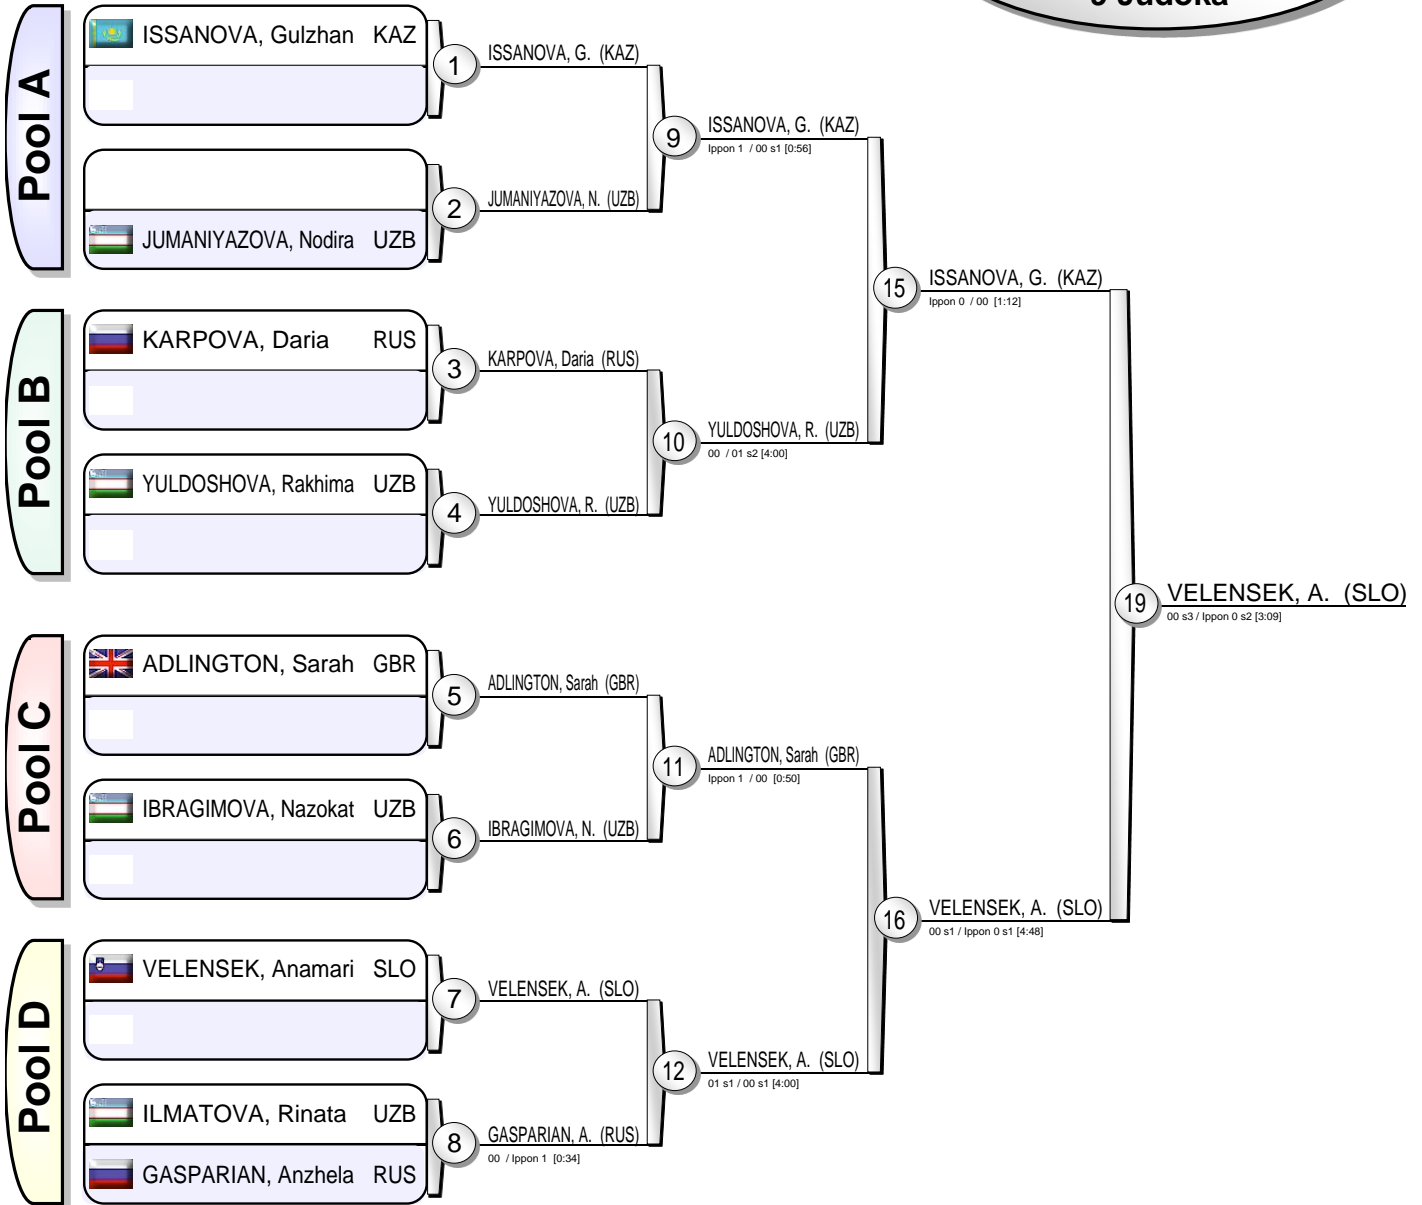 9 Judoka
Pool A
ISSANOVA, Gulzhan KAZ
1
ISSANOVA, G. (KAZ)
JUMANIYAZOVA, Nodira UZB
2
JUMANIYAZOVA, N. (UZB)
9
ISSANOVA, G. (KAZ)
Ippon 1 / 00 s1 [0:56]
Pool B
KARPOVA, Daria RUS
3
KARPOVA, Daria (RUS)
YULDOSHOVA, Rakhima UZB
4
YULDOSHOVA, R. (UZB)
10
YULDOSHOVA, R. (UZB)
00 / 01 s2 [4:00]
15
ISSANOVA, G. (KAZ)
Ippon 0 / 00 [1:12]
Pool C
ADLINGTON, Sarah GBR
5
ADLINGTON, Sarah (GBR)
IBRAGIMOVA, Nazokat UZB
6
IBRAGIMOVA, N. (UZB)
11
ADLINGTON, Sarah (GBR)
Ippon 1 / 00 [0:50]
Pool D
VELENSEK, Anamari SLO
7
VELENSEK, A. (SLO)
ILMATOVA, Rinata UZB
GASPARIAN, Anzhela RUS
8
GASPARIAN, A. (RUS)
00 / Ippon 1 [0:34]
12
VELENSEK, A. (SLO)
01 s1 / 00 s1 [4:00]
16
VELENSEK, A. (SLO)
00 s1 / Ippon 0 s1 [4:48]
19
VELENSEK, A. (SLO)
00 s3 / Ippon 0 s2 [3:09]